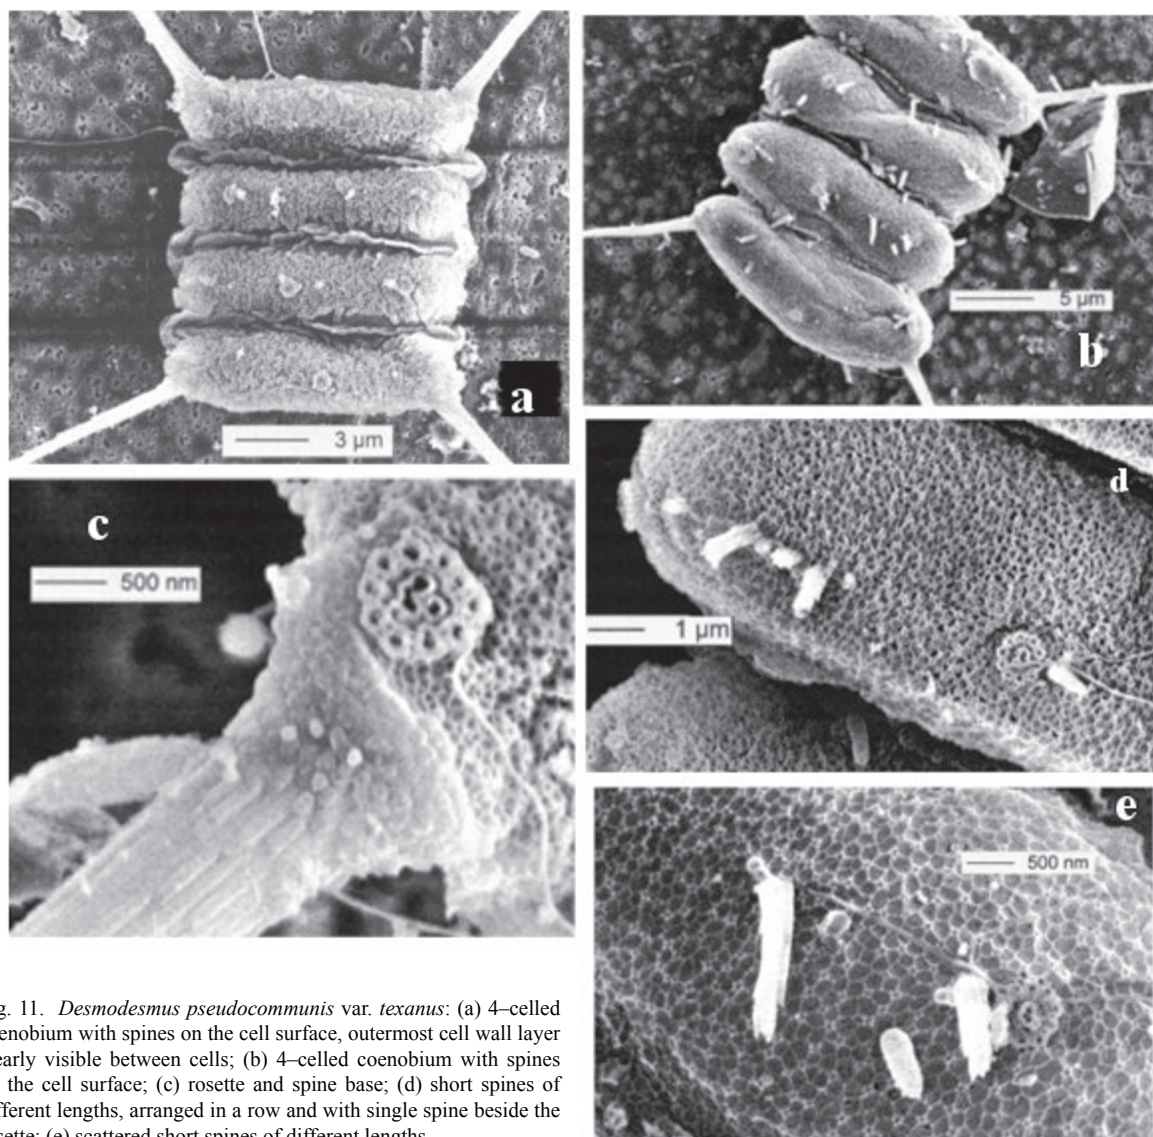 3 µm
a
5 µm
b
c
500 nm
d
1 µm
e
500 nm
g. 11. Desmodesmus pseudocommunis var. texanus: (a) 4–celled
enobium with spines on the cell surface, outermost cell wall layer
early visible between cells; (b) 4–celled coenobium with spines
the cell surface; (c) rosette and spine base; (d) short spines of
fferent lengths, arranged in a row and with single spine beside the
sette; (e) scattered short spines of different lengths.